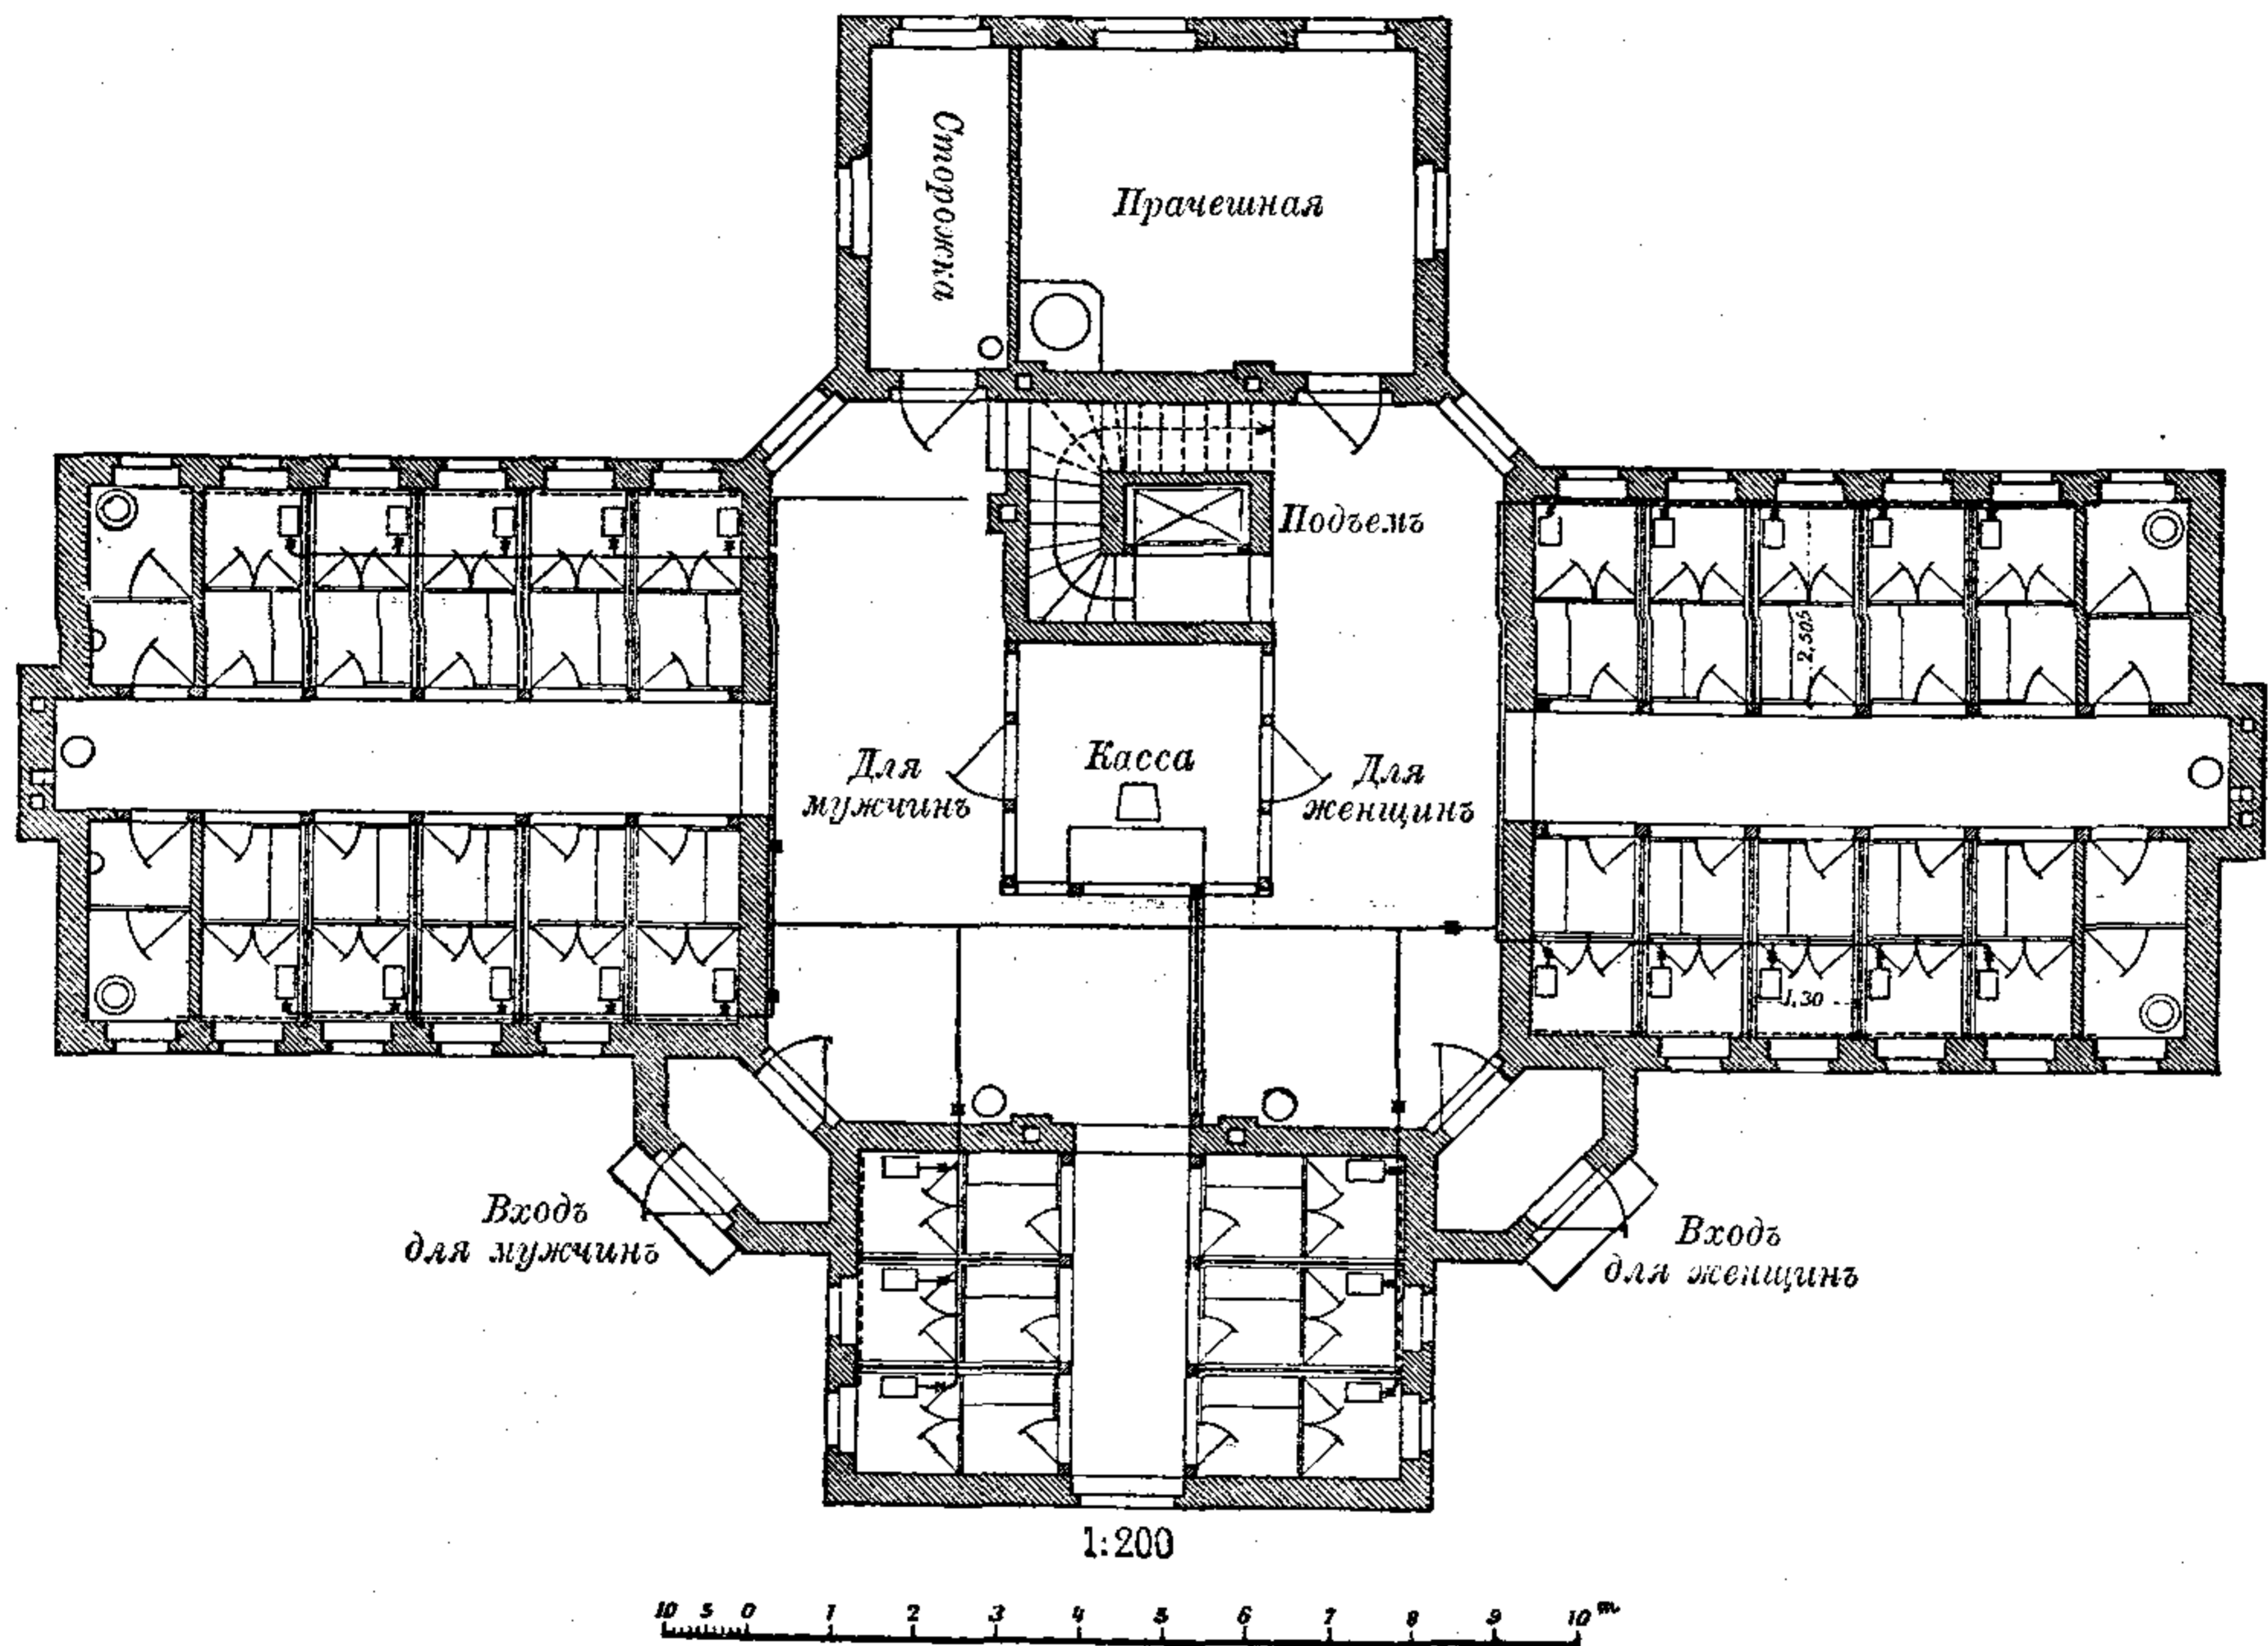 Сторожка
Прачешная
Подъемъ
2,505
Касса
Для
мужчинъ
Для
женщинъ
1,30
Входъ
для мужчинъ
Входъ
для женщинъ
1:200
10 5 0 1 2 3 4 5 6 7 8 9 10 m